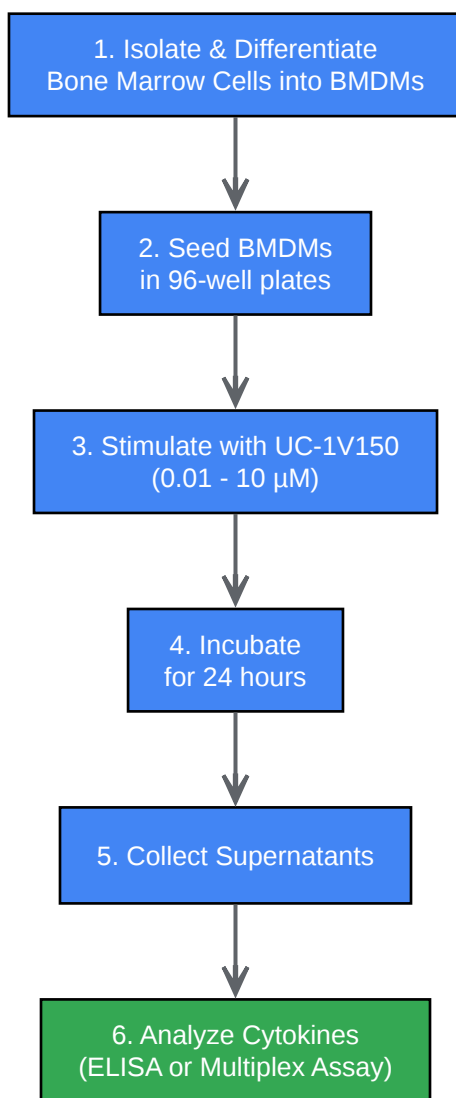 1. Isolate & Differentiate
Bone Marrow Cells into BMDMs
2. Seed BMDMs
in 96-well plates
3. Stimulate with UC-1V150
(0.01 - 10 µM)
4. Incubate
for 24 hours
5. Collect Supernatants
6. Analyze Cytokines
(ELISA or Multiplex Assay)